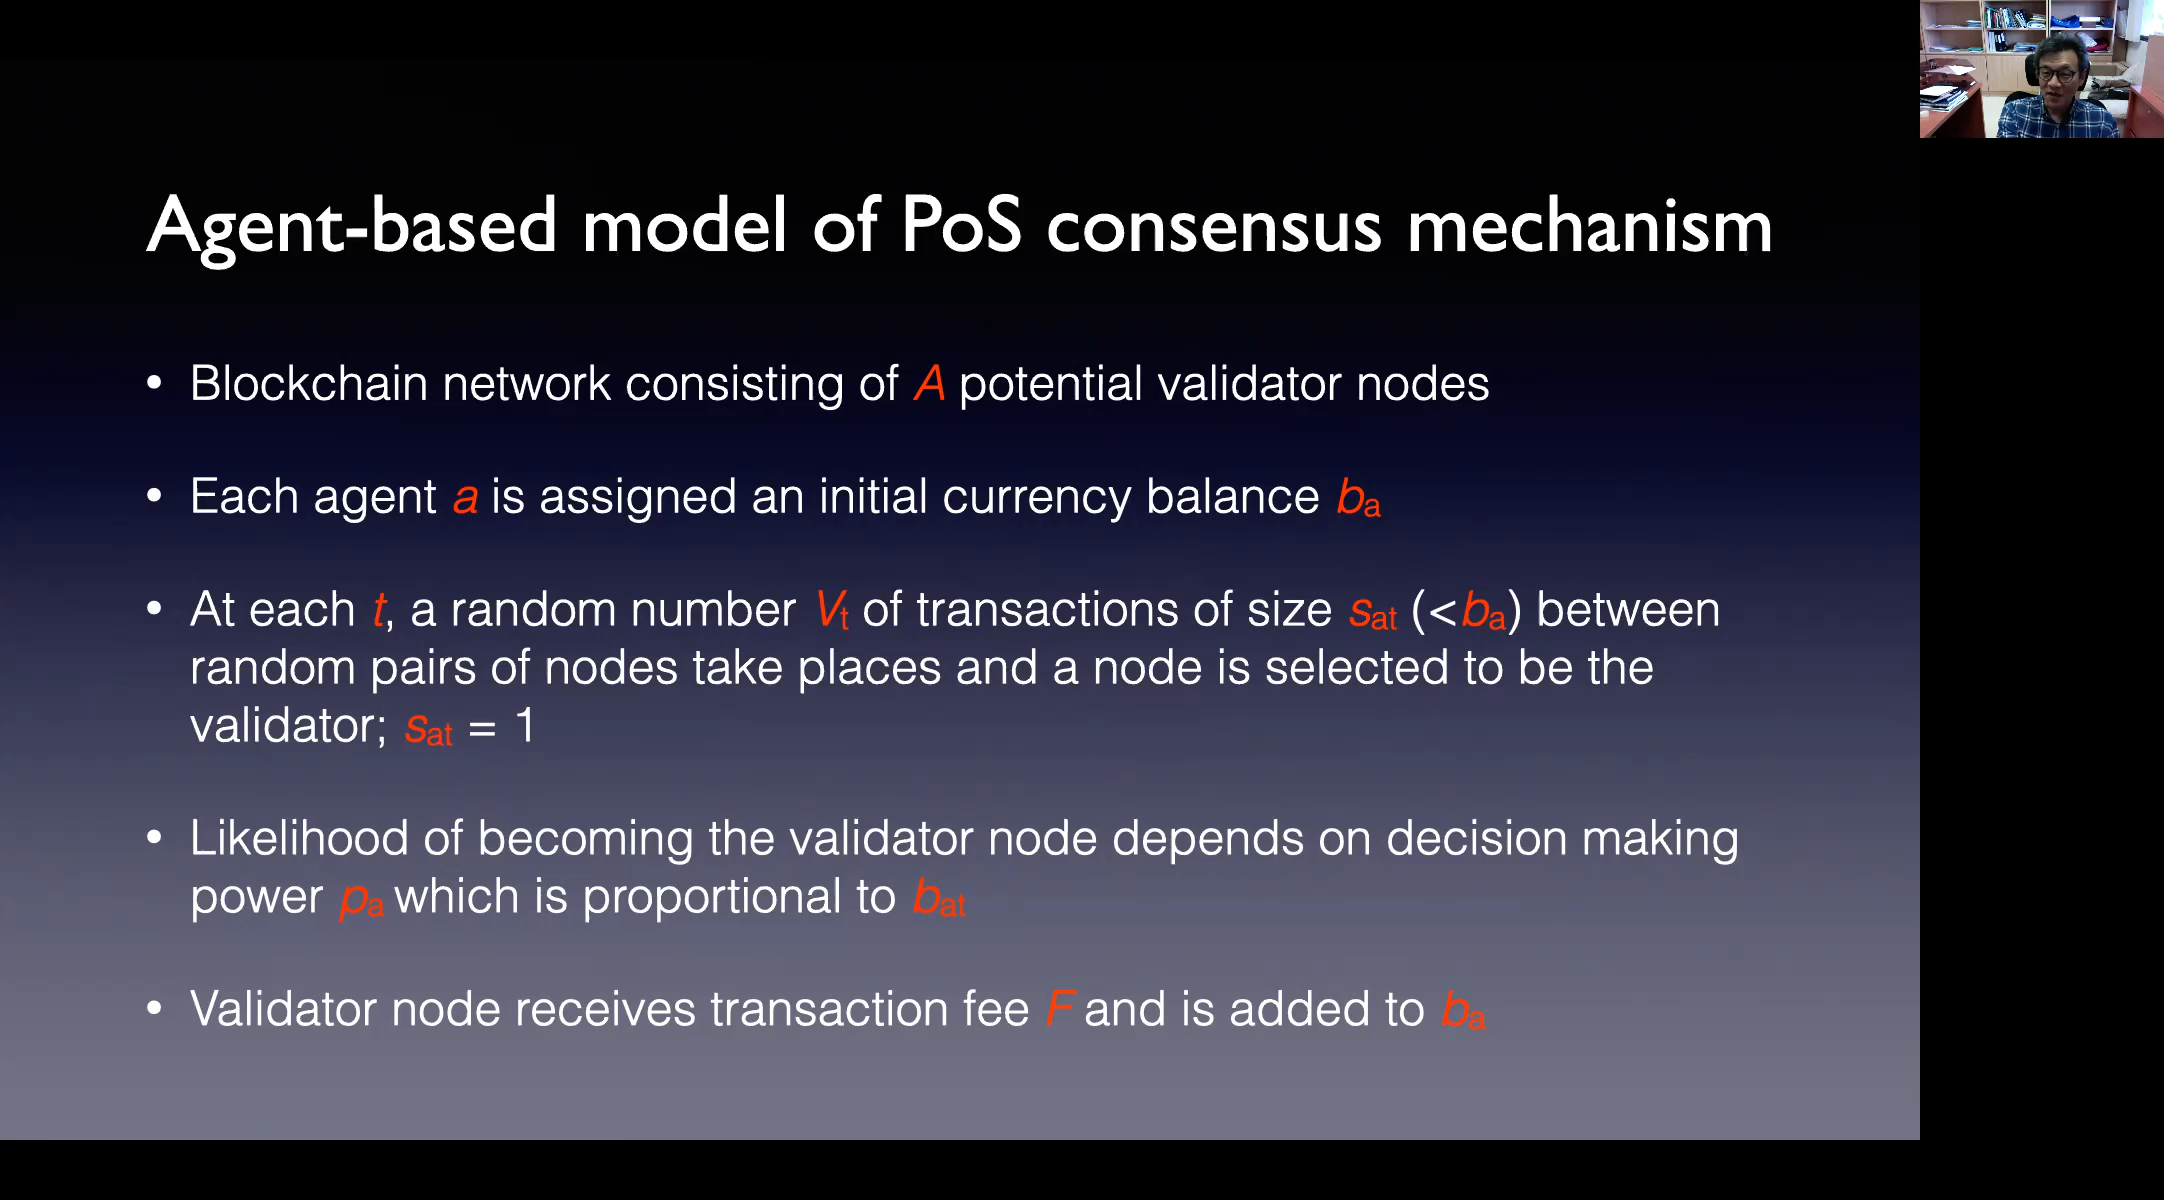 Agent-based model of PoS consensus mechanism
• Blockchain network consisting of A potential validator nodes
• Each agent a is assigned an initial currency balance ba
• At each t, a random number Vt of transactions of size sat (<ba) between
random pairs of nodes take places and a node is selected to be the
validator; sat = 1
• Likelihood of becoming the validator node depends on decision making
power pa which is proportional to bat
• Validator node receives transaction fee F and is added to ba